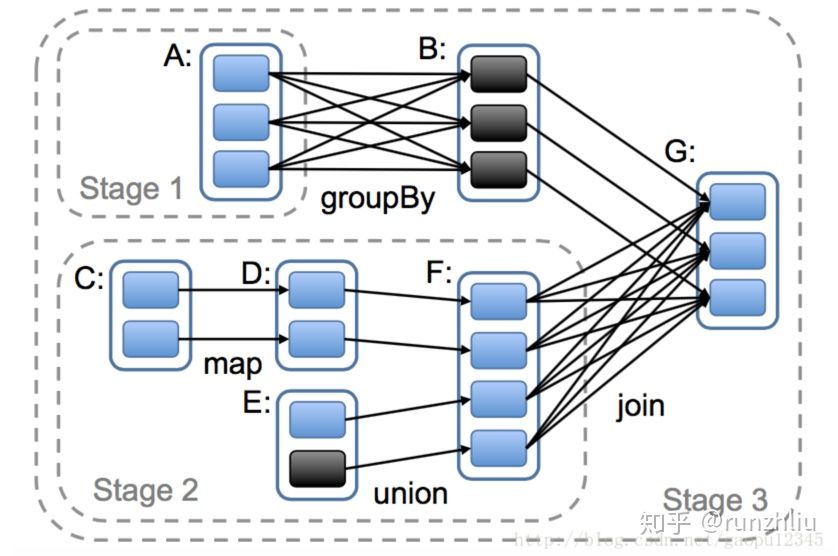 A:
B:
G:
Stage 1
groupBy
C:
D:
F:
map
E:
join
Stage 2
union
Stage 3
知乎 @runzhliu
http://blog.csdn.net/gaopu12345